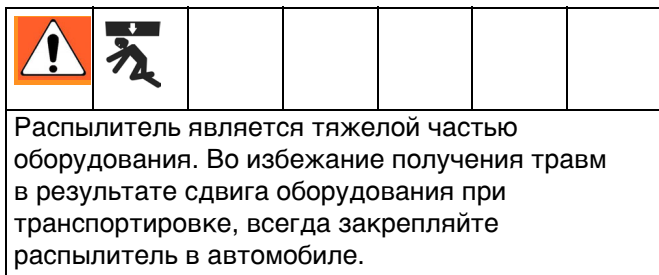 Распылитель является тяжелой частью
оборудования. Во избежание получения травм
в результате сдвига оборудования при
транспортировке, всегда закрепляйте
распылитель в автомобиле.